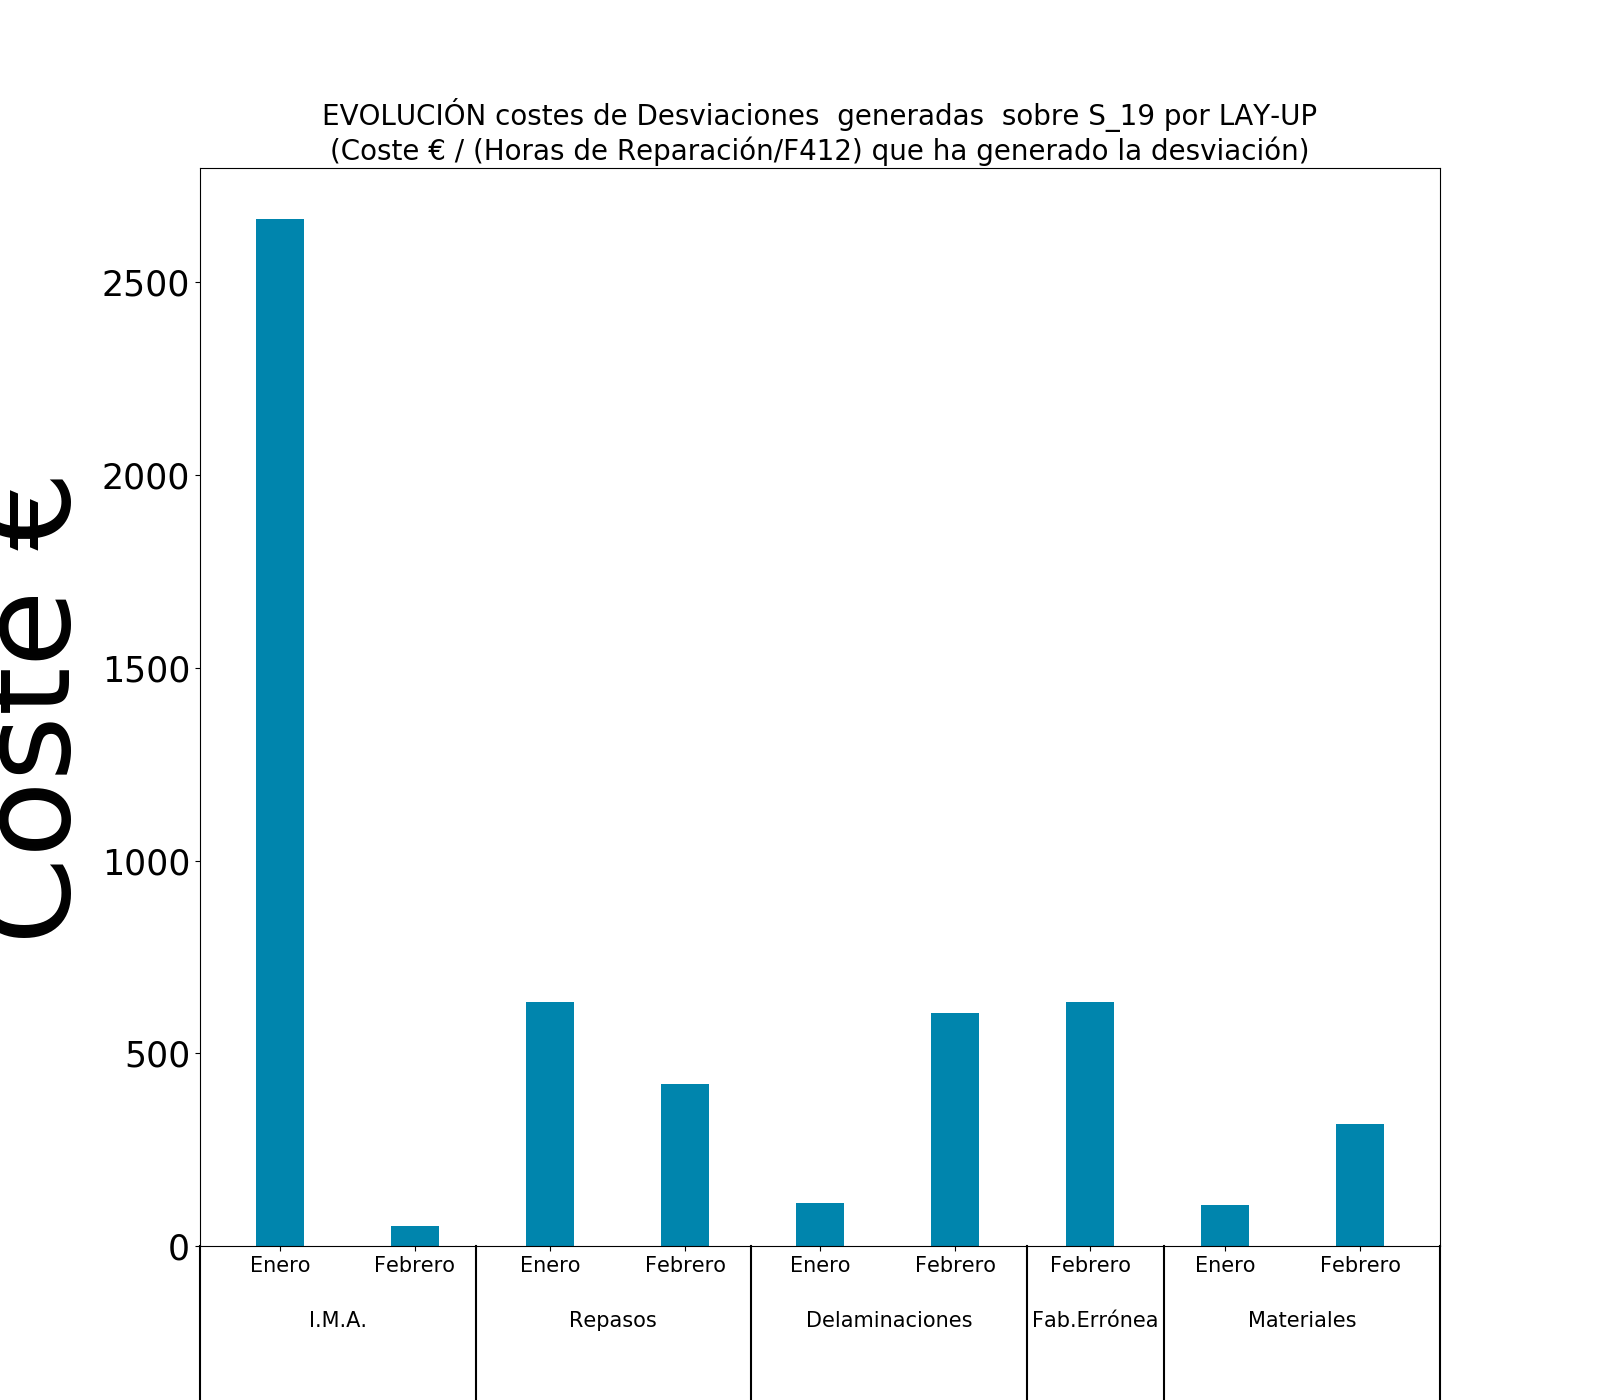 EVOLUCIÓN costes de Desviaciones  generadas  sobre S_19 por LAY-UP
(Coste € / (Horas de Reparación/F412) que ha generado la desviación)
Coste €
2500
2000
1500
1000
500
0
Enero Febrero Enero Febrero Enero Febrero Febrero Enero Febrero
I.M.A. Repasos Delaminaciones Fab.Errónea Materiales